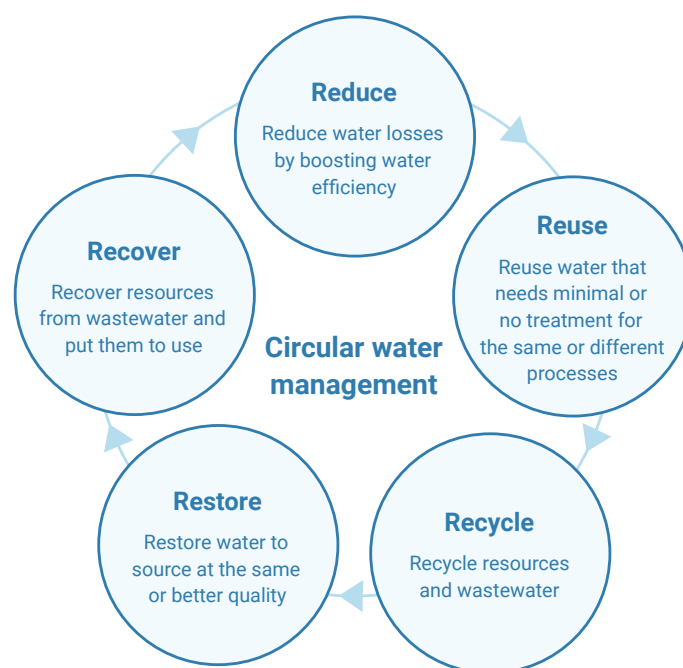 Reduce
Reduce water losses
by boosting water
efficiency
Reuse
Reuse water that
needs minimal or
no treatment for
the same or different
processes
Recycle
Recycle resources
and wastewater
Restore
Restore water to
source at the same
or better quality
Recover
Recover resources
from wastewater and
put them to use
Circular water
management